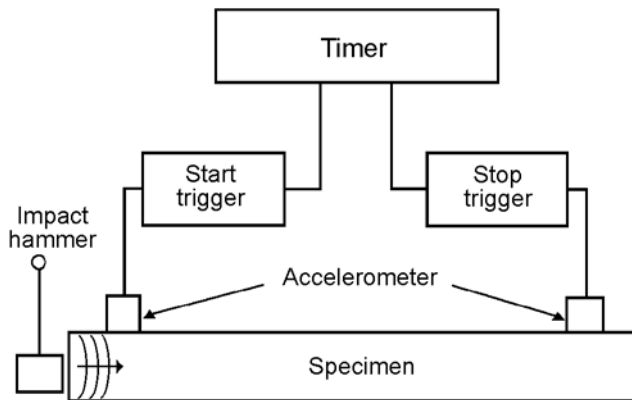 Timer
Start
trigger
Stop
trigger
Impact
hammer
Accelerometer
Specimen